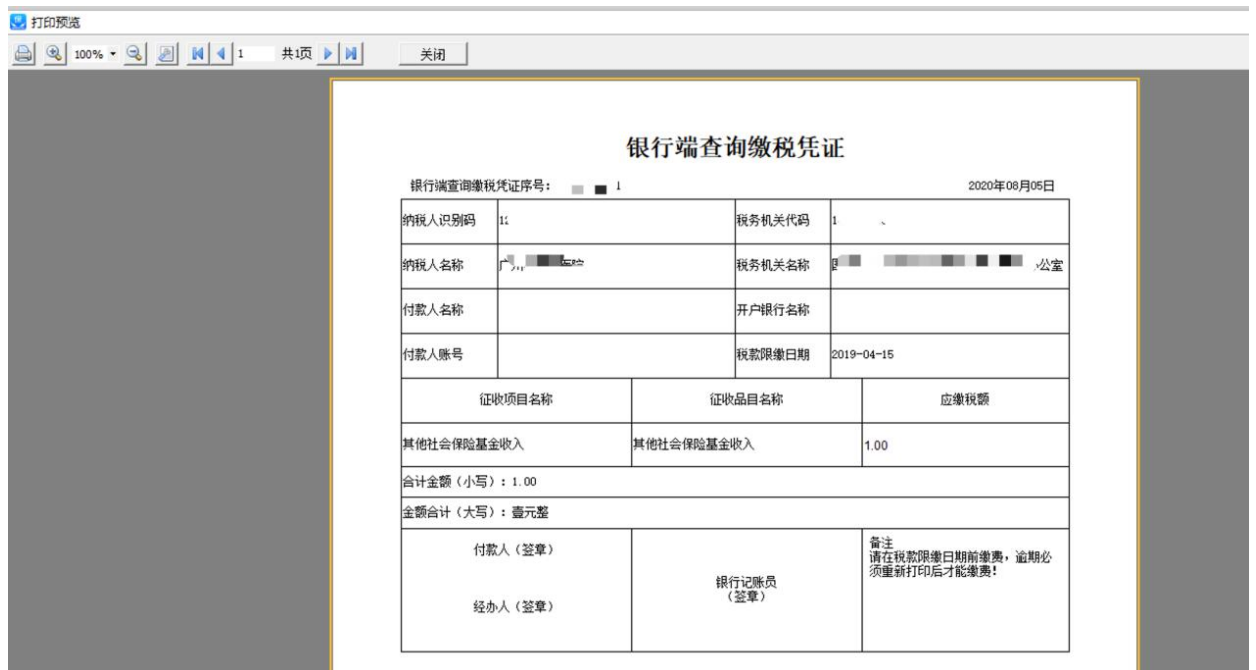 打印预览
100% 1 共1页 关闭
银行端查询缴税凭证
银行端查询缴税凭证序号: 1 2020年08月05日
纳税人识别码 税务机关代码 1
纳税人名称 广州 医院 税务机关名称 公室
付款人名称 开户银行名称
付款人账号 税款限缴日期 2019-04-15
征收项目名称 征收品目名称 应缴税额
其他社会保险基金收入 其他社会保险基金收入 1.00
合计金额(小写): 1.00
金额合计(大写): 壹元整
付款人(签章)
经办人(签章)
银行记账员
(签章)
备注
请在税款限缴日期前缴费,逾期必
须重新打印后才能缴费!